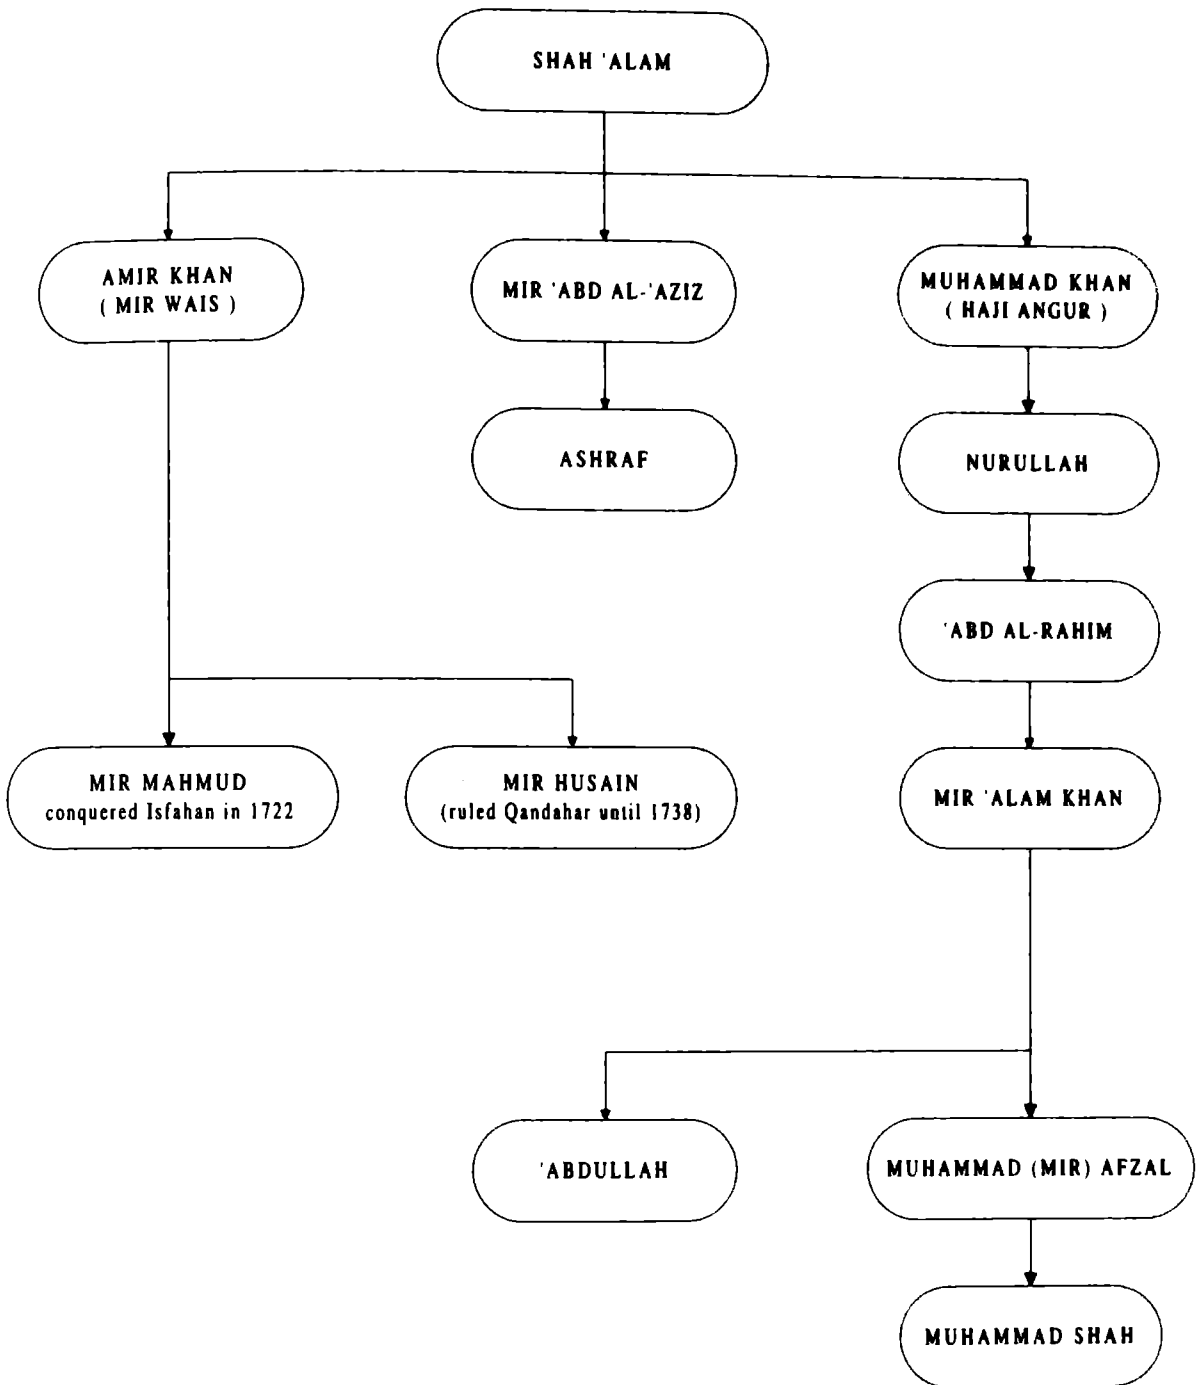 SHAH 'ALAM
AMIR KHAN
( MIR WAIS )
MIR 'ABD AL-'AZIZ
MUHAMMAD KHAN
( HAJI ANGUR )
ASHRAF
NURULLAH
'ABD AL-RAHIM
MIR MAHMUD
conquered Isfahan in 1722
MIR HUSAIN
(ruled Qandahar until 1738)
MIR 'ALAM KHAN
'ABDULLAH
MUHAMMAD (MIR) AFZAL
MUHAMMAD SHAH